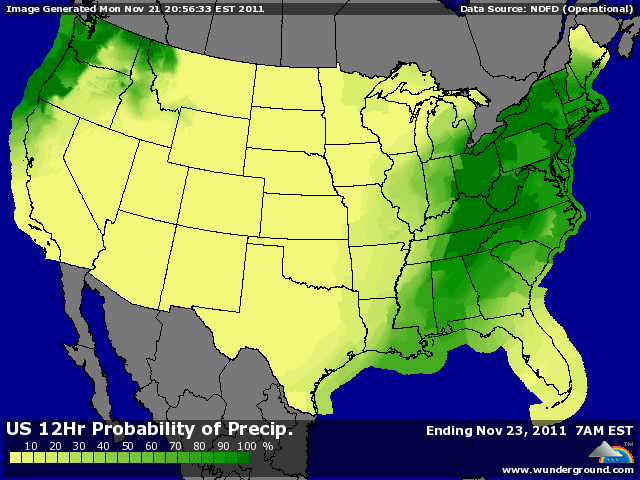 Image Generated Mon Nov 21 20:56:33 EST 2011 Data Source: NDFD (Operational)
US 12Hr Probability of Precip. Ending Nov 23, 2011 7AM EST
10 20 30 40 50 60 70 80 90 100 %
TM
www.wunderground.com